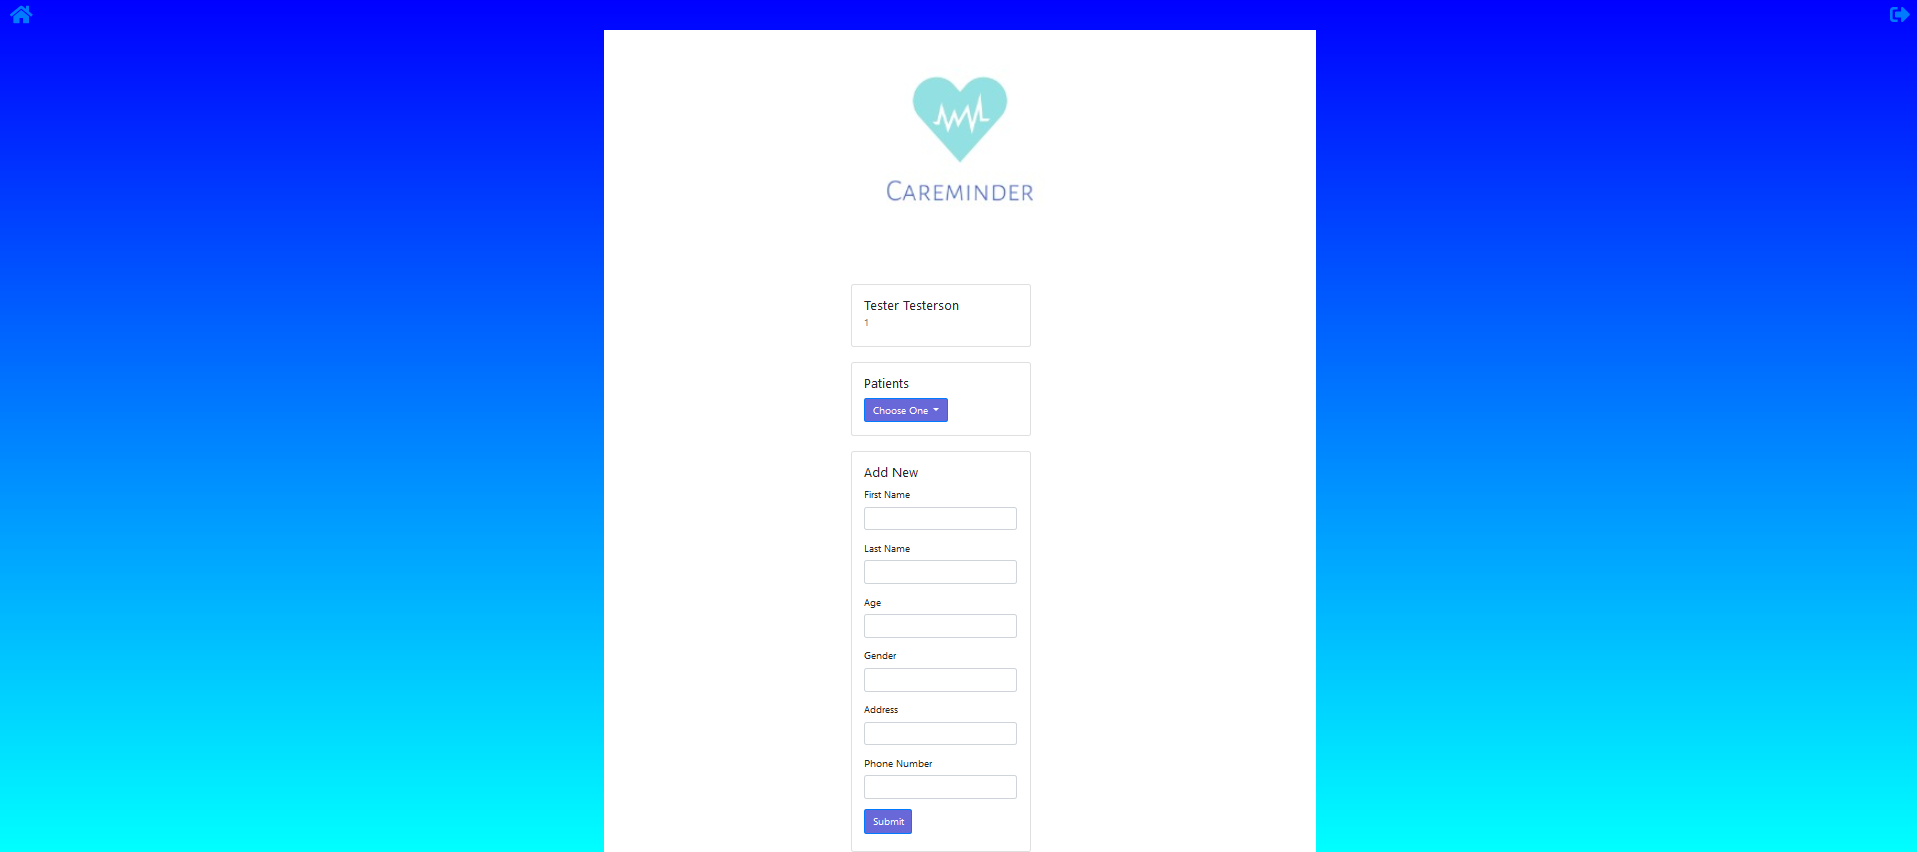 CAREMINDER
Tester Testerson
1
Patients
Choose One
Add New
First Name
Last Name
Age
Gender
Address
Phone Number
Submit